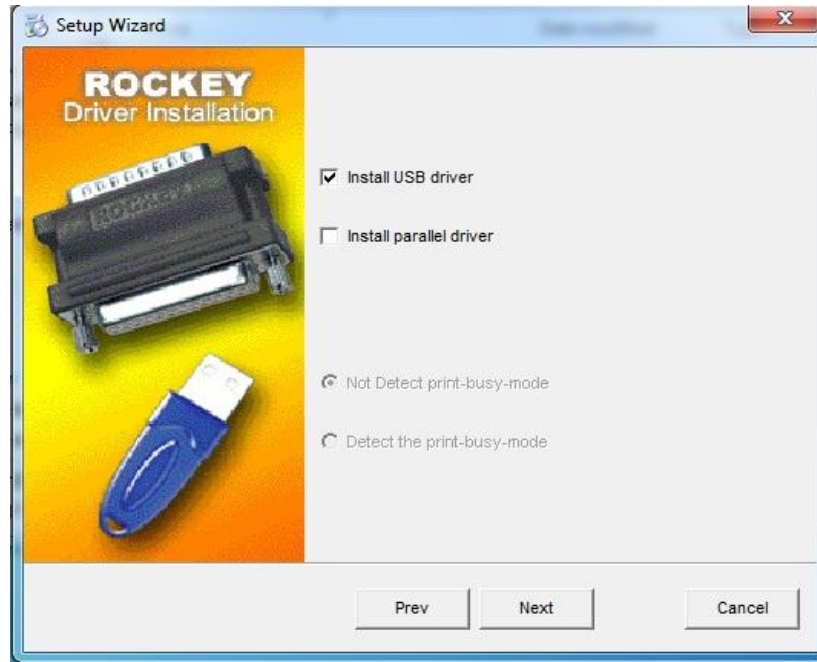 Setup Wizard
ROCKEY
Driver Installation
ROCKEY
Install USB driver
Install parallel driver
Not Detect print-busy-mode
Detect the print-busy-mode
Prev
Next
Cancel